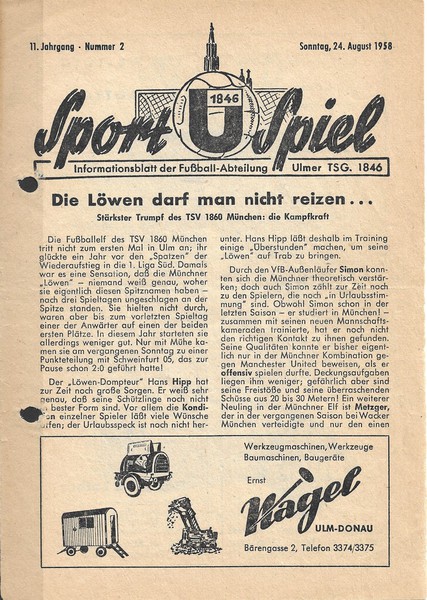 11. Jahrgang · Nummer 2
Sonntag, 24. August 1958
1846
U
Sport Spiel
Informationsblatt der Fußball-Abteilung Ulmer TSG. 1846
Die Löwen darf man nicht reizen . . .
Stärkster Trumpf des TSV 1860 München: die Kampfkraft
Die Fußballelf des TSV 1860 München
tritt nicht zum ersten Mal in Ulm an; ihr
glückte ein Jahr vor den „Spatzen" der
Wiederaufstieg in die 1. Liga Süd. Damals
war es eine Sensation, daß die Münchner
„Löwen" – niemand weiß genau, woher
sie eigentlich diesen Spitznamen haben –
nach drei Spieltagen ungeschlagen an der
Spitze standen. Sie hielten nicht durch,
waren aber bis zum vorletzten Spieltag
einer der Anwärter auf einen der beiden
ersten Plätze. In diesem Jahr starteten sie
allerdings weniger gut. Nur mit Mühe ka-
men sie am vergangenen Sonntag zu einer
Punkteteilung mit Schweinfurt 05, das zur
Pause schon 2:0 geführt hatte!
Der „Löwen-Dompteur" Hans Hipp hat
zur Zeit noch große Sorgen. Er weiß sehr
genau, daß seine Schützlinge noch nicht
bester Form sind. Vor allem die Kondi-
on einzelner Spieler läßt viele Wünsche
fen; der Urlaubsspeck ist noch nicht her-
unter. Hans Hipp läßt deshalb im Training
einige „Überstunden" machen, um seine
„Löwen" auf Trab zu bringen.
Durch den VfB-Außenläufer Simon konn-
ten sich die Münchner theoretisch verstär-
ken; doch auch Simon zählt zur Zeit noch
zu den Spielern, die noch „in Urlaubsstim-
mung" sind. Obwohl Simon schon in der
letzten Saison – er studiert in München! –
zusammen mit seinen neuen Mannschafts-
kameraden trainierte, hat er noch nicht
den richtigen Kontakt zu ihnen gefunden.
Seine Qualitäten konnte er bisher eigent-
lich nur in der Münchner Kombination ge-
gen Manchester United beweisen, als er
offensiv spielen durfte. Deckungsaufgaben
liegen ihm weniger; gefährlich aber sind
seine Freistöße und seine überraschenden
Schüsse aus 20 bis 30 Metern! Ein weiterer
Neuling in der Münchner Elf ist Metzger,
der in der vergangenen Saison bei Wacker
München verteidigte und nur den einen
Werkzeugmaschinen, Werkzeuge
Baumaschinen, Baugeräte
Ernst
Wagel
ULM-DONAU
Bärengasse 2, Telefon 3374/3375